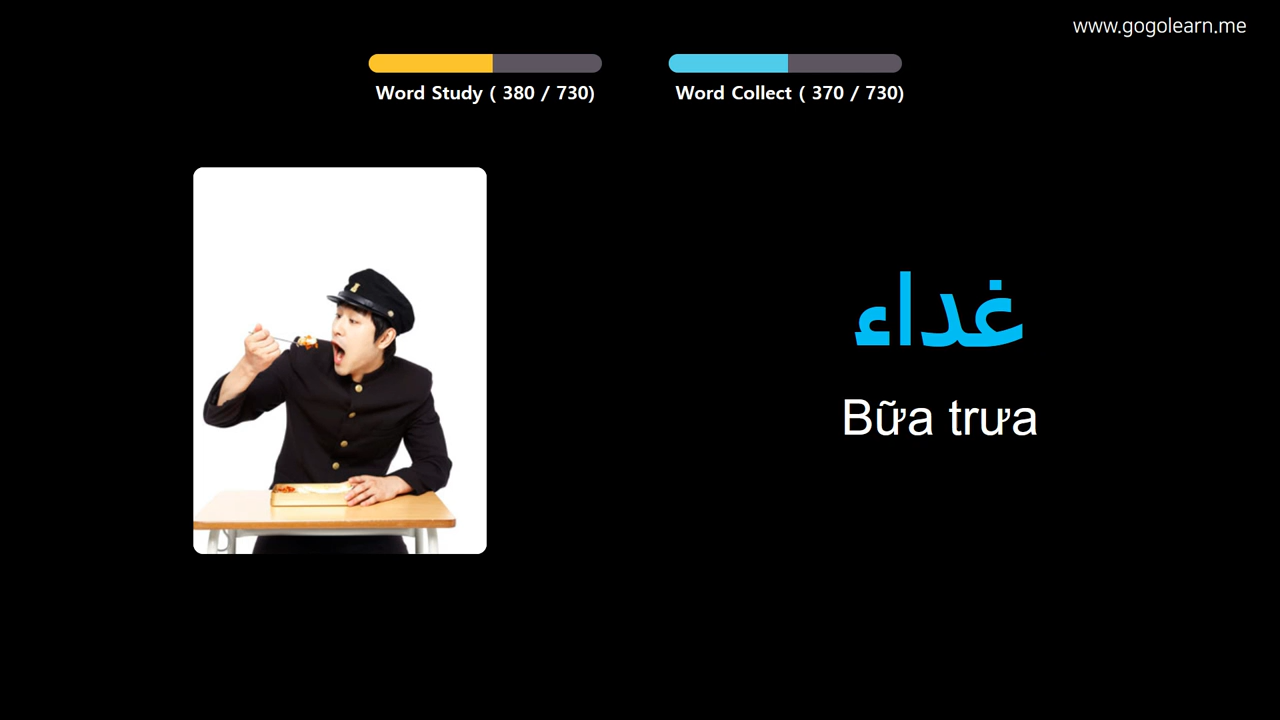 www.gogolearn.me
Word Study ( 380 / 730)
Word Collect ( 370 / 730)
غداء
Bữa trưa